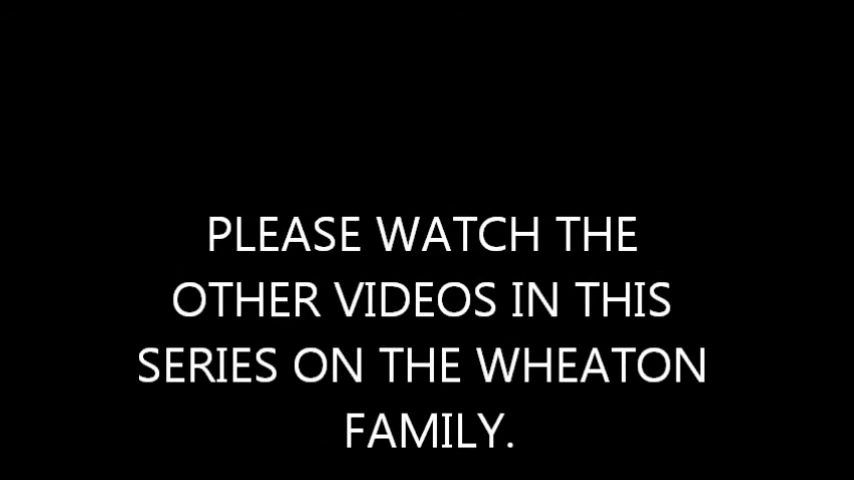 PLEASE WATCH THE
OTHER VIDEOS IN THIS
SERIES ON THE WHEATON
FAMILY.